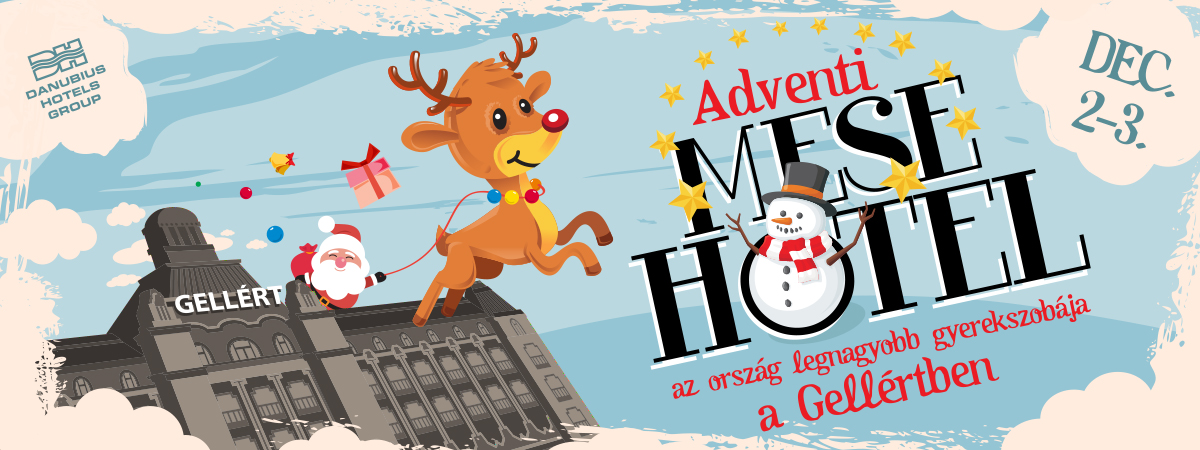 DANUBIUS
HOTELS
GROUP
GELLÉRT
Adventi
MESE
HOTEL
az ország legnagyobb gyerekszobája
a Gellértben
DEC.
2–3.